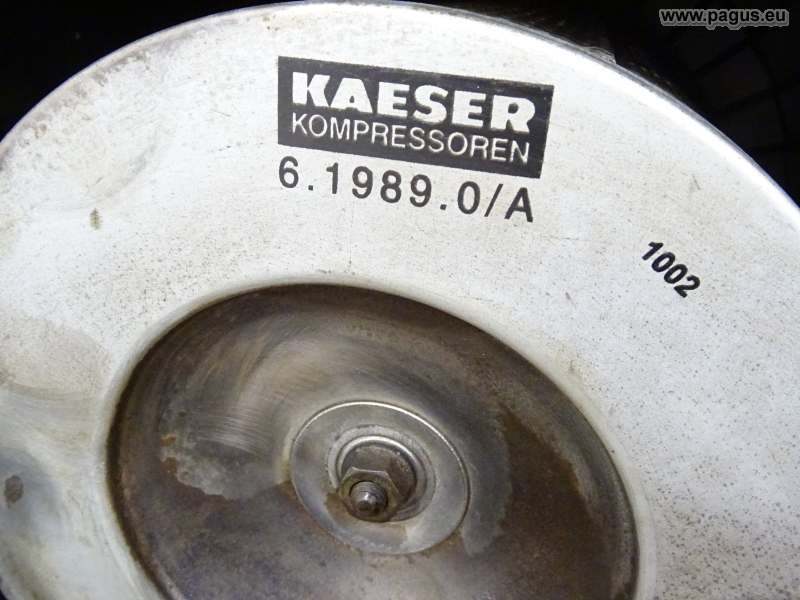 www.pagus.eu
KAESER
KOMPRESSOREN
6.1989.0/A
1002